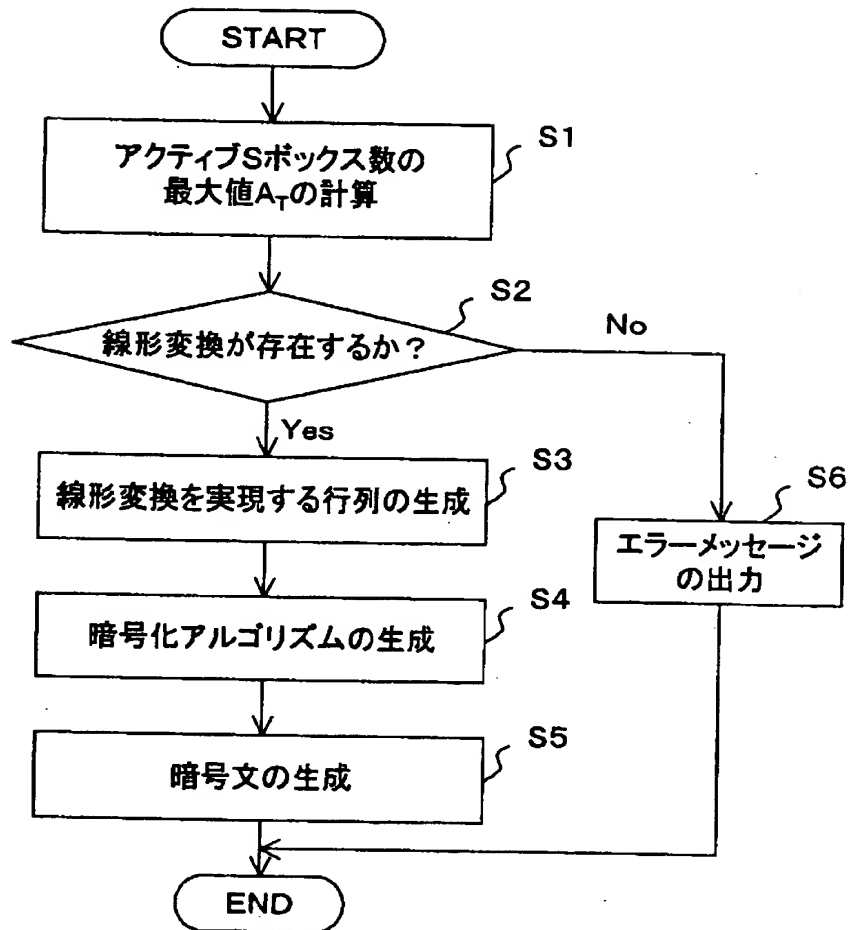 START
アクティブSボックス数の
最大値ATの計算
S1
線形変換が存在するか？
S2
No
Yes
線形変換を実現する行列の生成
S3
エラーメッセージ
の出力
S6
暗号化アルゴリズムの生成
S4
暗号文の生成
S5
END